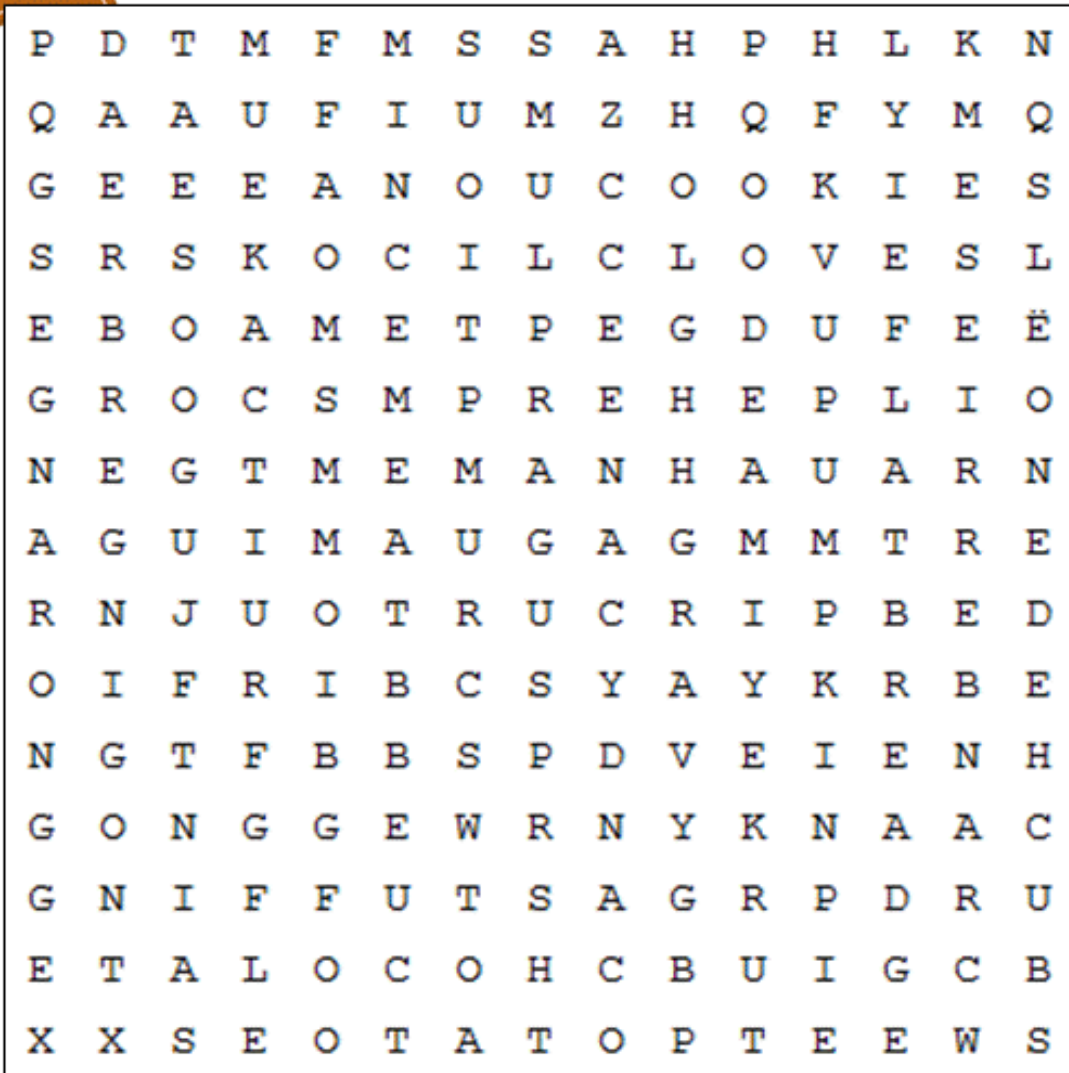 P D T M F M S S A H P H L K N
Q A A U F I U M Z H Q F Y M Q
G E E E A N O U C O O K I E S
S R S K O C I L C L O V E S L
E B O A M E T P E G D U F E Ë
G R O C S M P R E H E P L I O
N E G T M E M A N H A U A R N
A G U I M A U G A G M M T R E
R N J U O T R U C R I P B E D
O I F R I B C S Y A Y K R B E
N G T F B B S P D V E I E N H
G O N G G E W R N Y K N A A C
G N I F F U T S A G R P D R U
E T A L O C O H C B U I G C B
X X S E O T A T O P T E E W S